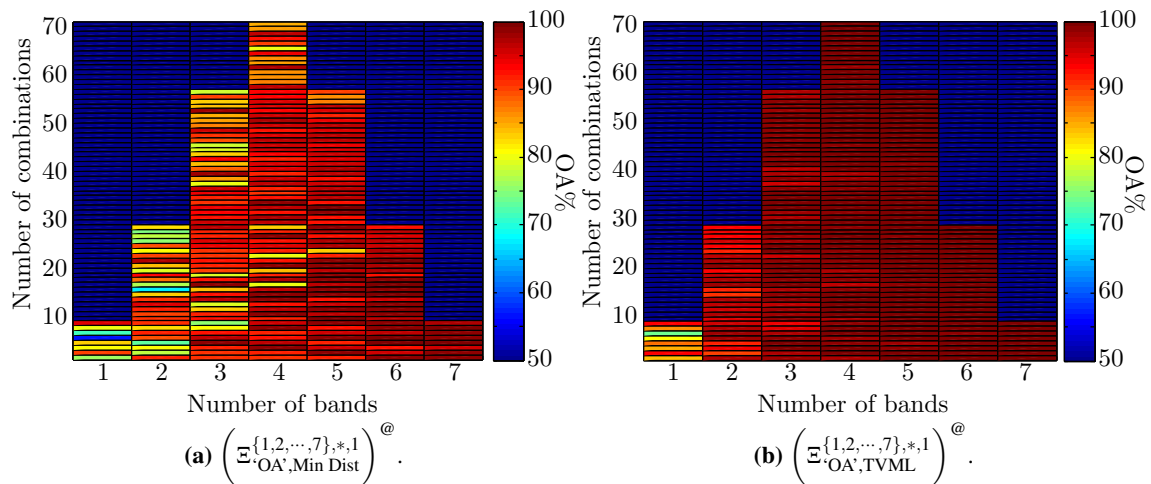 70
60
50
40
30
20
10
Number of combinations
1 2 3 4 5 6 7
Number of bands
100
90
80
70
60
50
OA%
(a) (Ξ^{{1,2,⋯,7},∗,1}_{‘OA’,Min Dist})^@ .
70
60
50
40
30
20
10
Number of combinations
1 2 3 4 5 6 7
Number of bands
100
90
80
70
60
50
OA%
(b) (Ξ^{{1,2,⋯,7},∗,1}_{‘OA’,TVML})^@ .